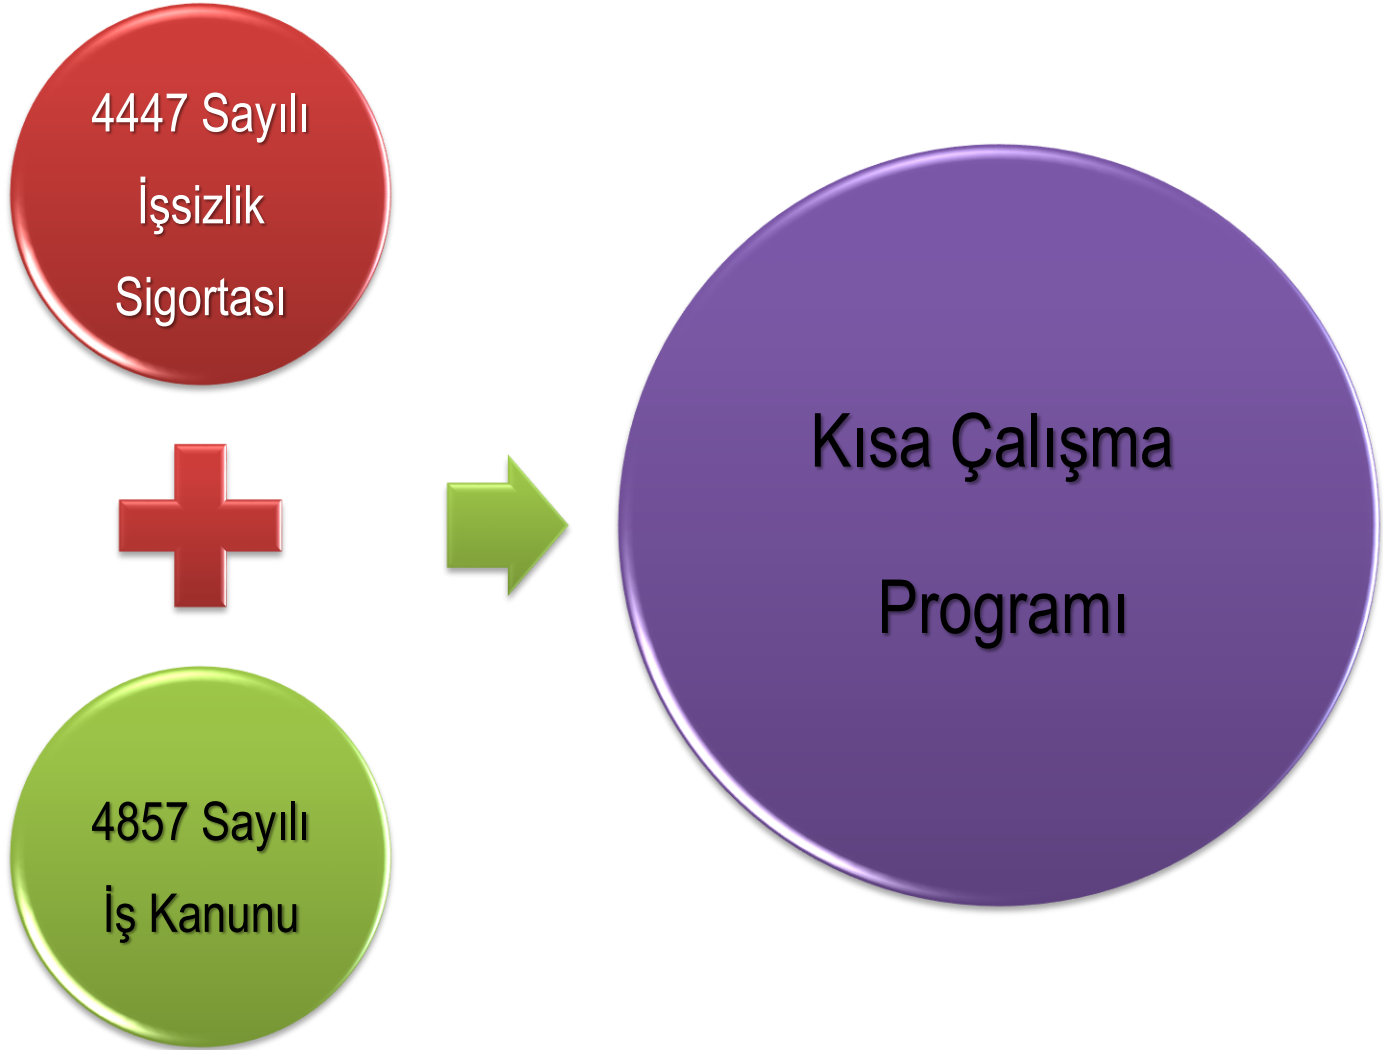 4447 Sayılı
İşsizlik
Sigortası
4857 Sayılı
İş Kanunu
Kısa Çalışma
Programı